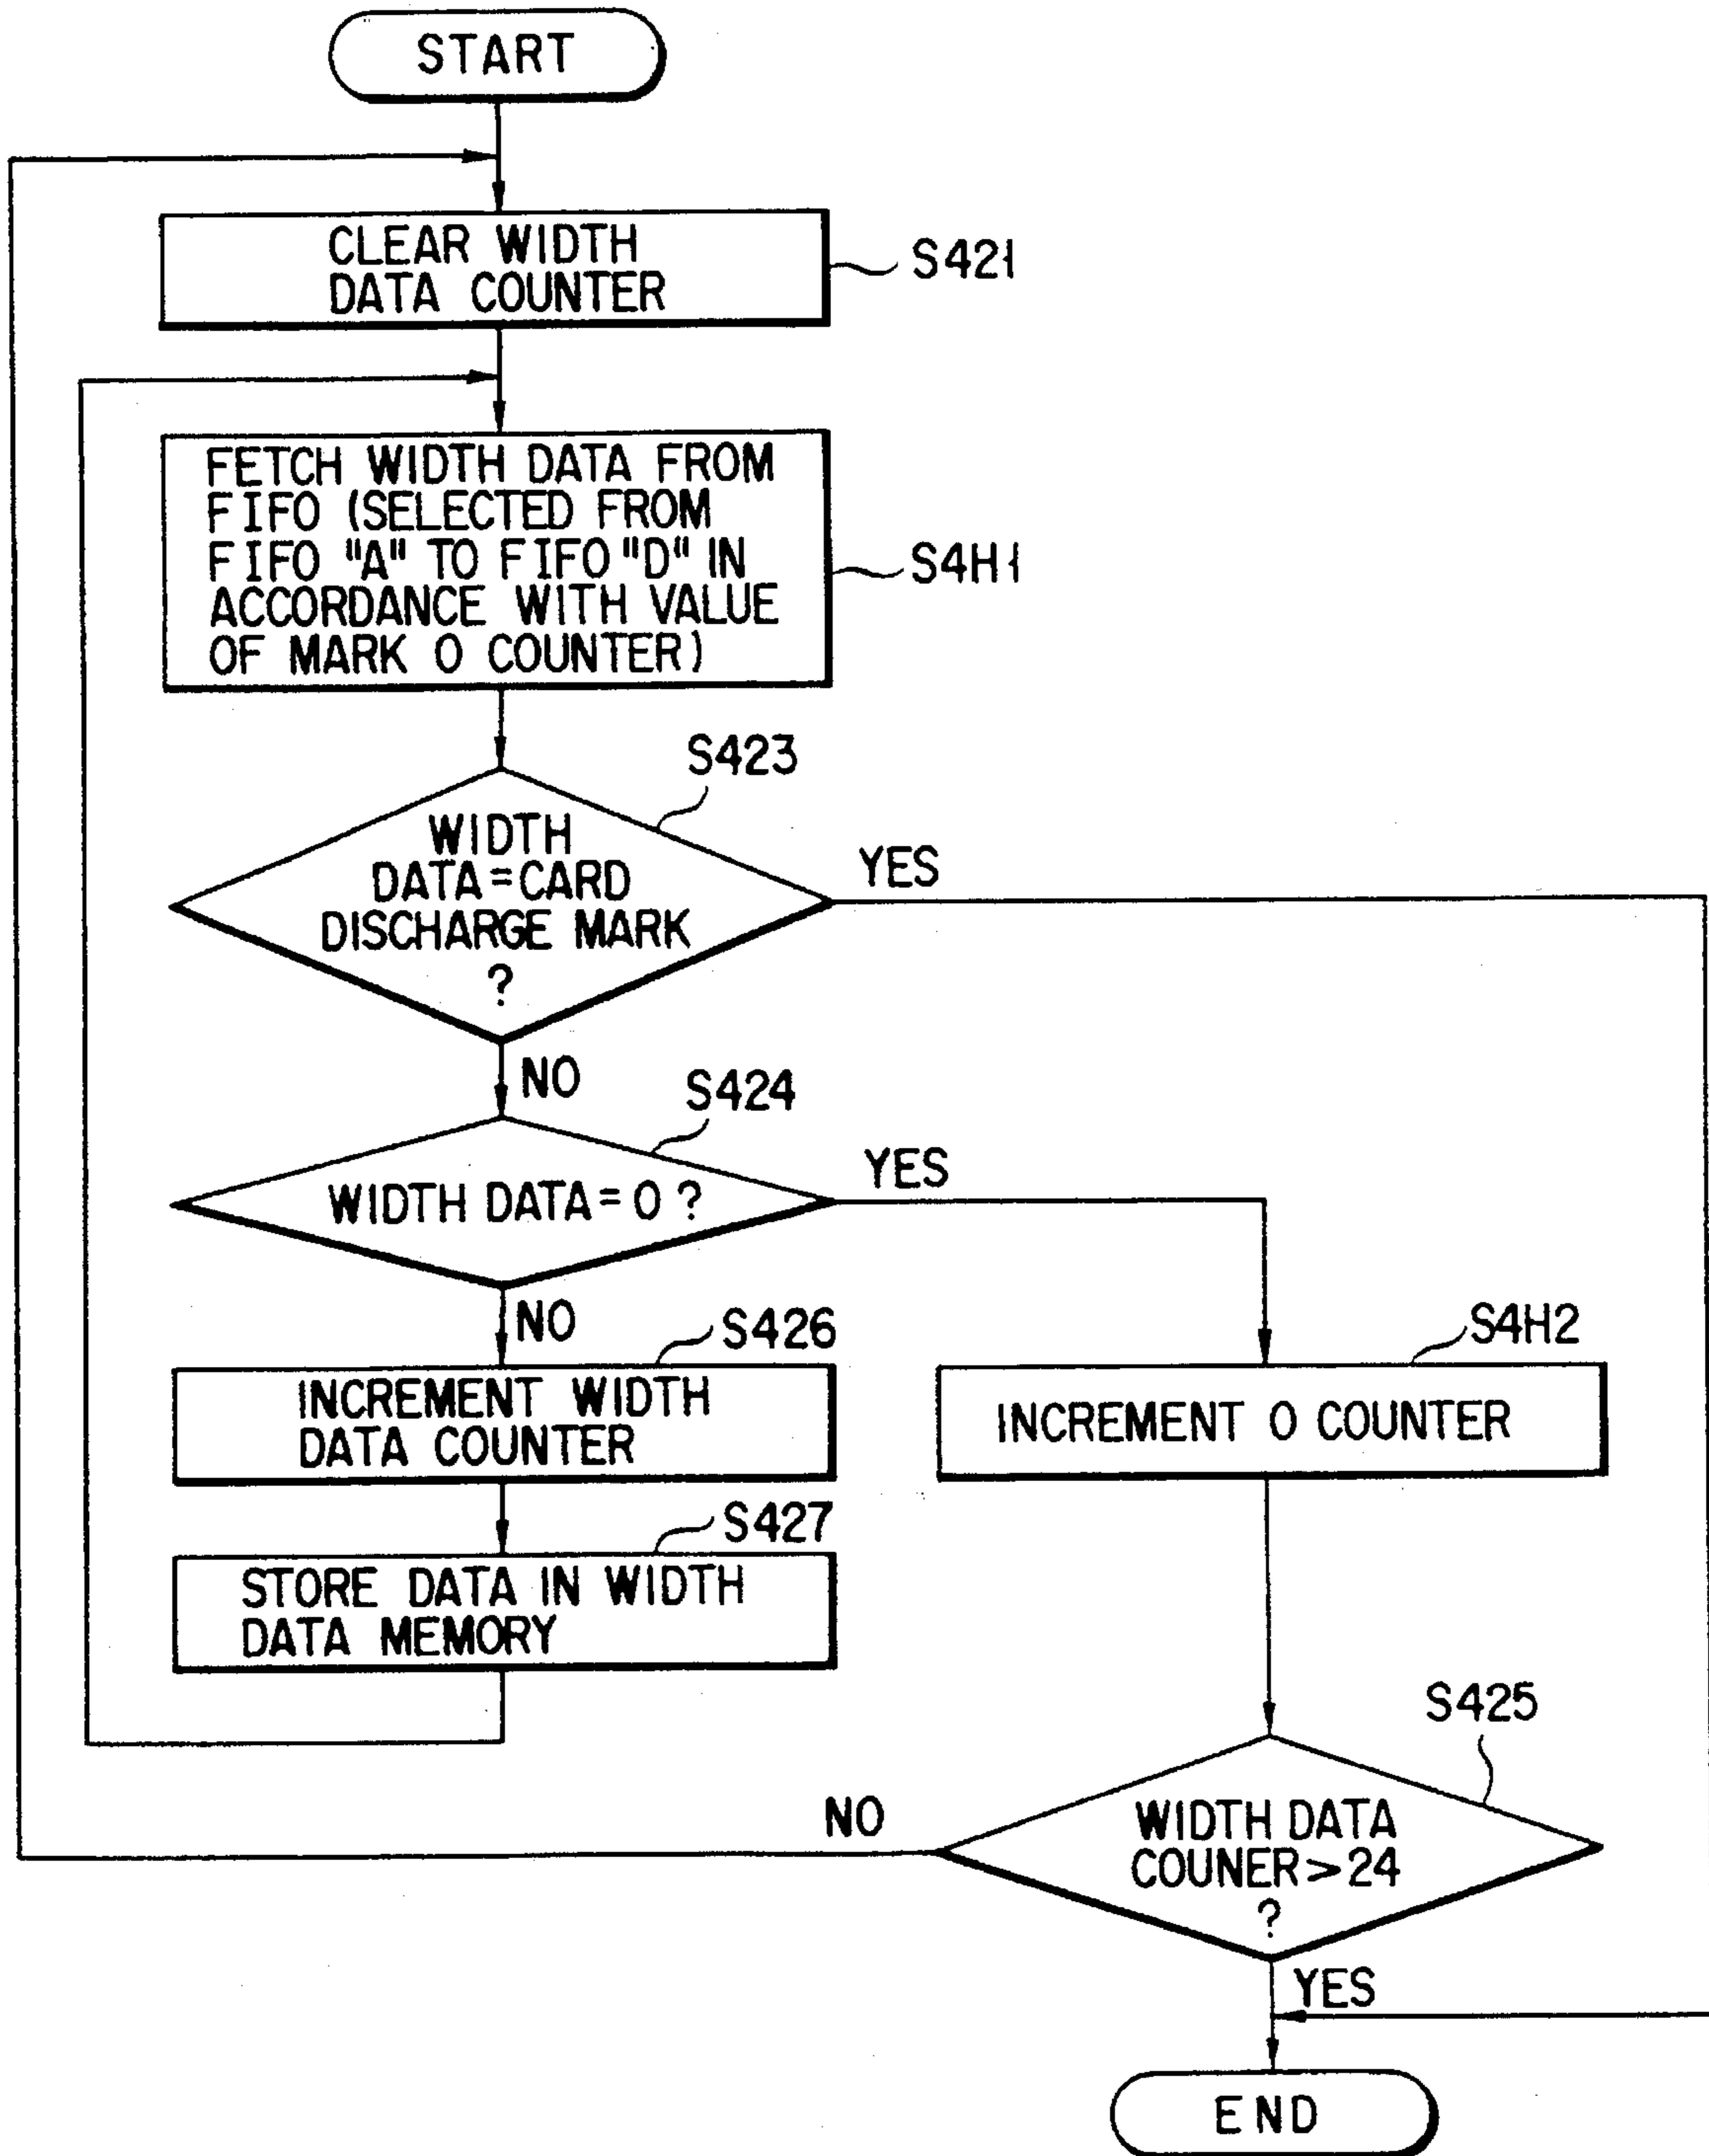 START
CLEAR WIDTH
DATA COUNTER
S421
FETCH WIDTH DATA FROM
FIFO (SELECTED FROM
FIFO "A" TO FIFO "D" IN
ACCORDANCE WITH VALUE
OF MARK 0 COUNTER)
S4H1
S423
WIDTH
DATA=CARD
DISCHARGE MARK
?
YES
NO
S424
WIDTH DATA=0?
YES
NO
S426
INCREMENT WIDTH
DATA COUNTER
S4H2
INCREMENT 0 COUNTER
S427
STORE DATA IN WIDTH
DATA MEMORY
S425
WIDTH DATA
COUNER>24
?
NO
YES
END